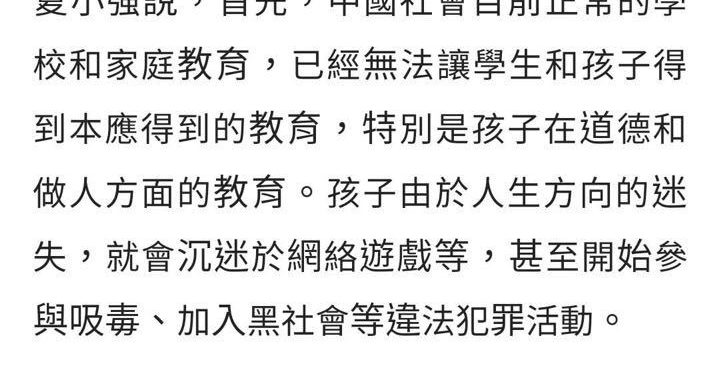 夏小強說，首先，中國社會目前正常的學
校和家庭教育，已經無法讓學生和孩子得
到本應得到的教育，特別是孩子在道德和
做人方面的教育。孩子由於人生方向的迷
失，就會沉迷於網絡遊戲等，甚至開始參
與吸毒、加入黑社會等違法犯罪活動。